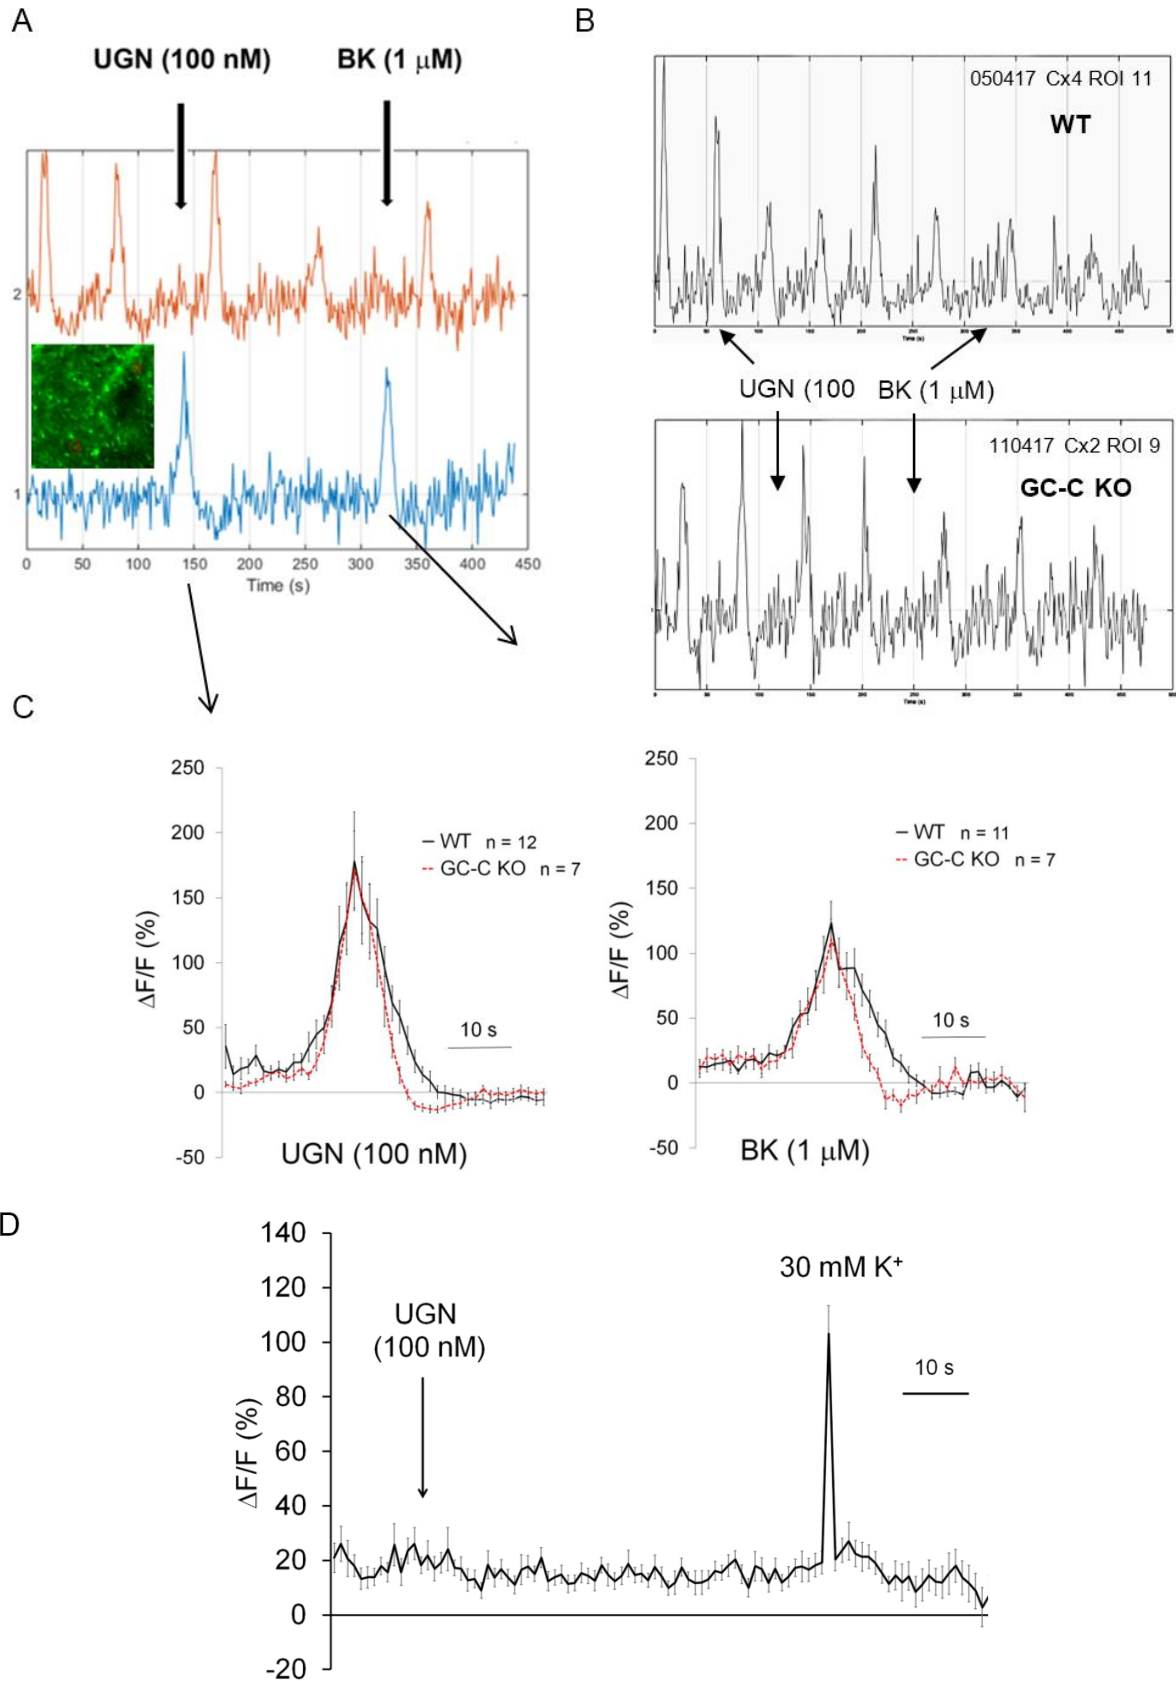 A
UGN (100 nM)
BK (1 μM)
2
1
0 50 100 150 200 250 300 350 400 450
Time (s)
B
050417 Cx4 ROI 11
WT
Time (s)
UGN (100
BK (1 μM)
110417 Cx2 ROI 9
GC-C KO
Time (s)
C
250
200
150
100
50
0
-50
ΔF/F (%)
WT n = 12
GC-C KO n = 7
10 s
UGN (100 nM)
250
200
150
100
50
0
-50
ΔF/F (%)
WT n = 11
GC-C KO n = 7
10 s
BK (1 μM)
D
140
120
100
80
60
40
20
0
-20
ΔF/F (%)
UGN
(100 nM)
30 mM K⁺
10 s